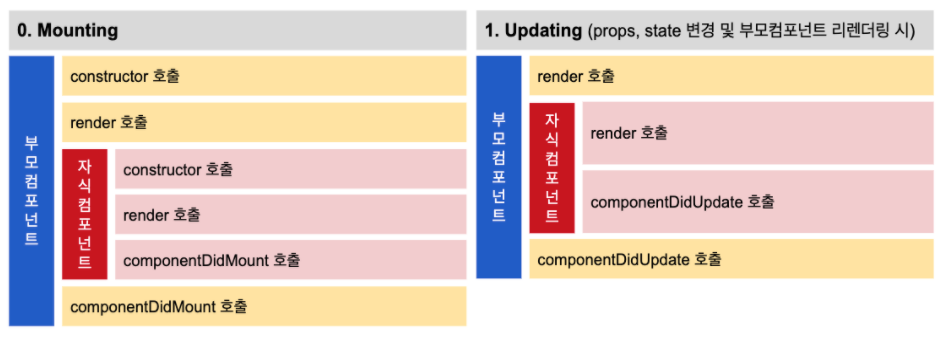 0. Mounting
부모컴포넌트
constructor 호출
render 호출
자식컴포넌트
constructor 호출
render 호출
componentDidMount 호출
componentDidMount 호출
1. Updating (props, state 변경 및 부모컴포넌트 리렌더링 시)
부모컴포넌트
render 호출
자식컴포넌트
render 호출
componentDidUpdate 호출
componentDidUpdate 호출